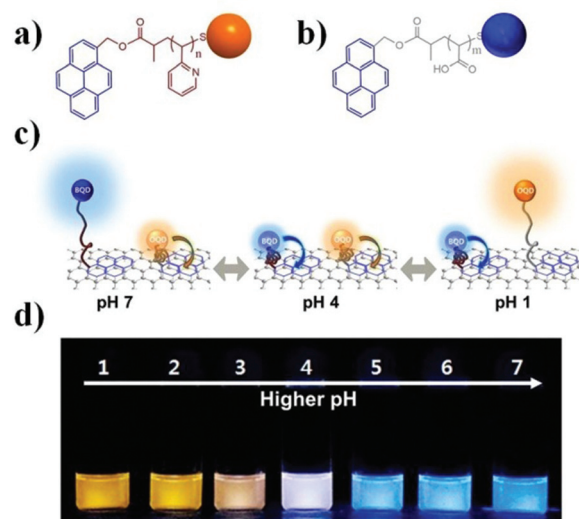 a)
b)
O
O
S
n
N
O
O
S
m
HO
O
c)
BQD
OQD
BQD
OQD
BQD
OQD
pH 7
pH 4
pH 1
d)
1 2 3 4 5 6 7
Higher pH